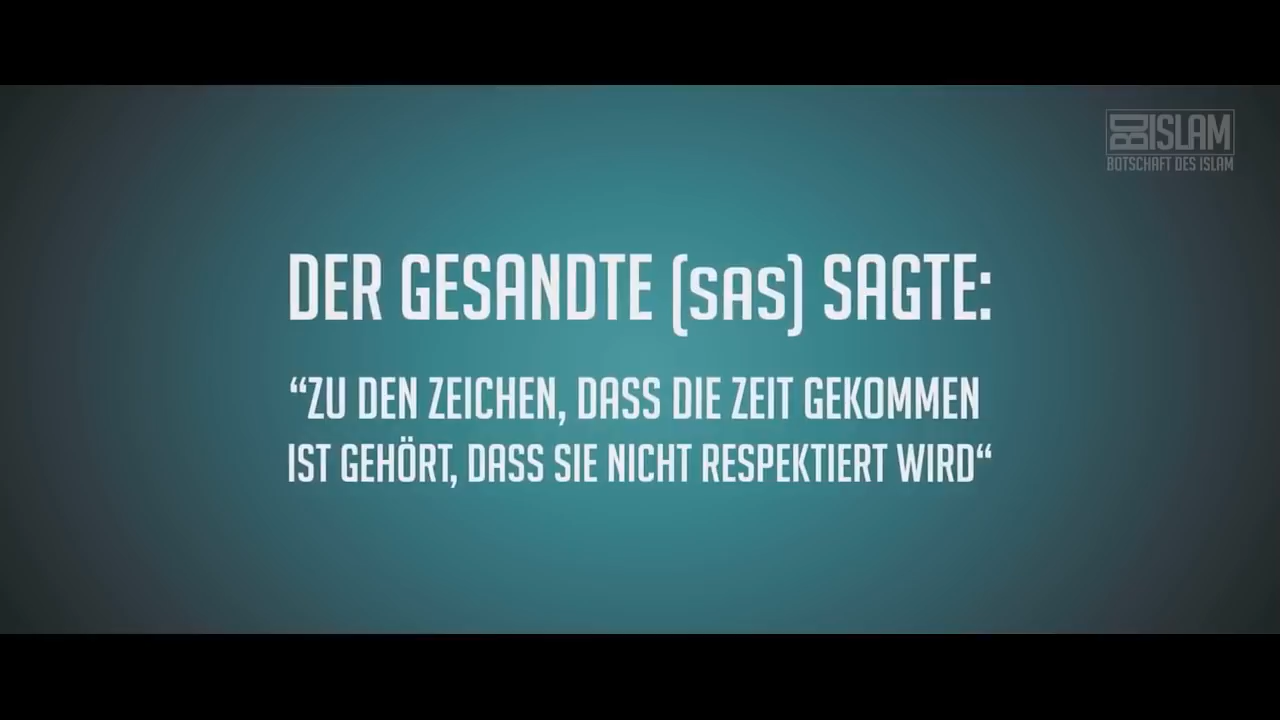 BDISLAM
BOTSCHAFT DES ISLAM
DER GESANDTE (SAS) SAGTE:
“ZU DEN ZEICHEN, DASS DIE ZEIT GEKOMMEN
IST GEHÖRT, DASS SIE NICHT RESPEKTIERT WIRD“